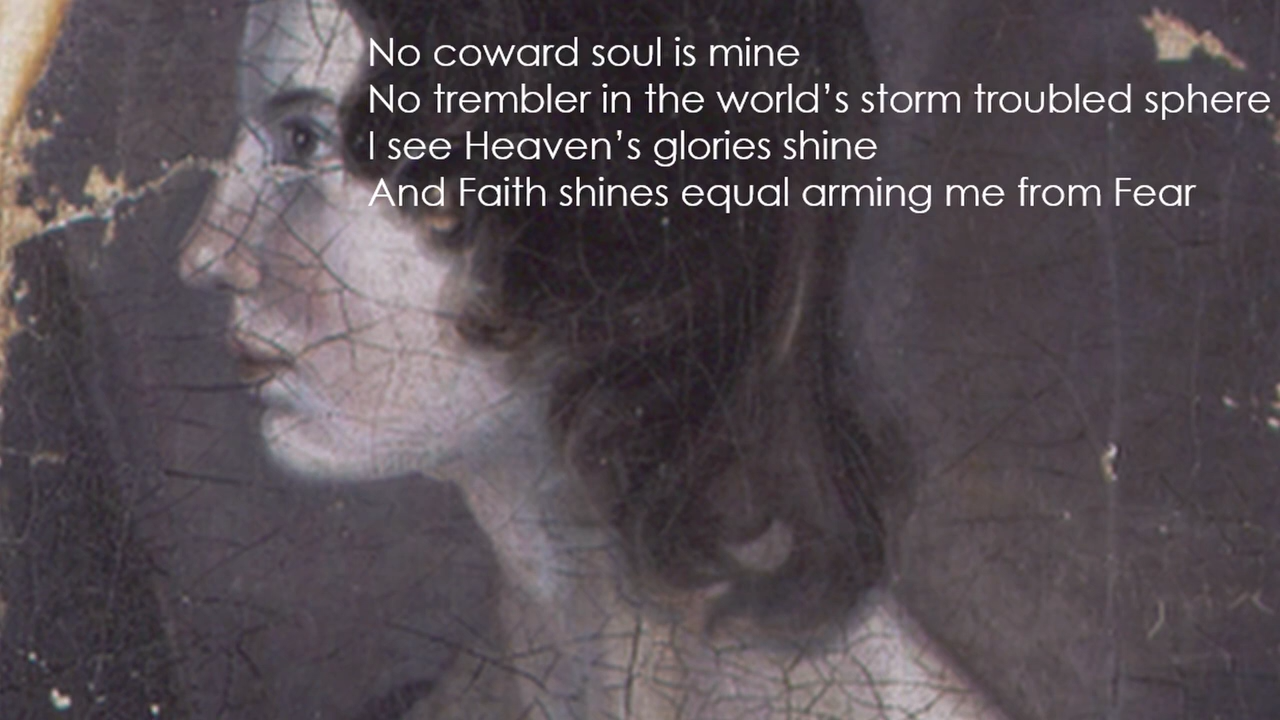 No coward soul is mine
No trembler in the world’s storm troubled sphere
I see Heaven’s glories shine
And Faith shines equal arming me from Fear